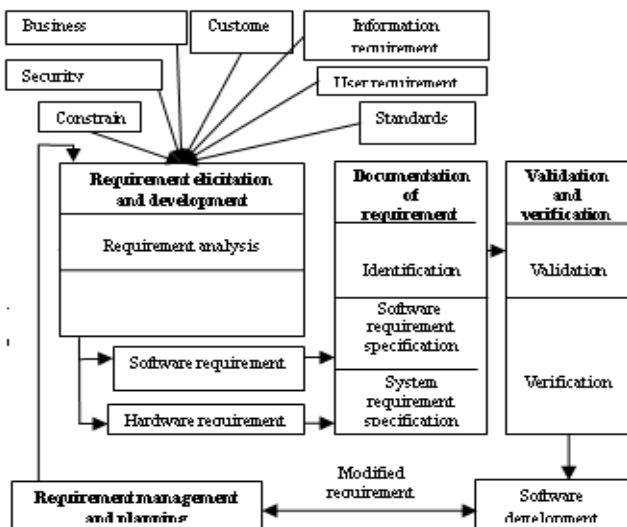 Business
Custome
Information
requirement
Security
User requirement
Constrain
Standards
Requirement elicitation
and development
Requirement analysis
Documentation
of
requirement
Identification
Software
requirement
specification
System
requirement
specification
Validation
and
verification
Validation
Verification
Software requirement
Hardware requirement
Modified
requirement
Requirement management
and planning
Software
development